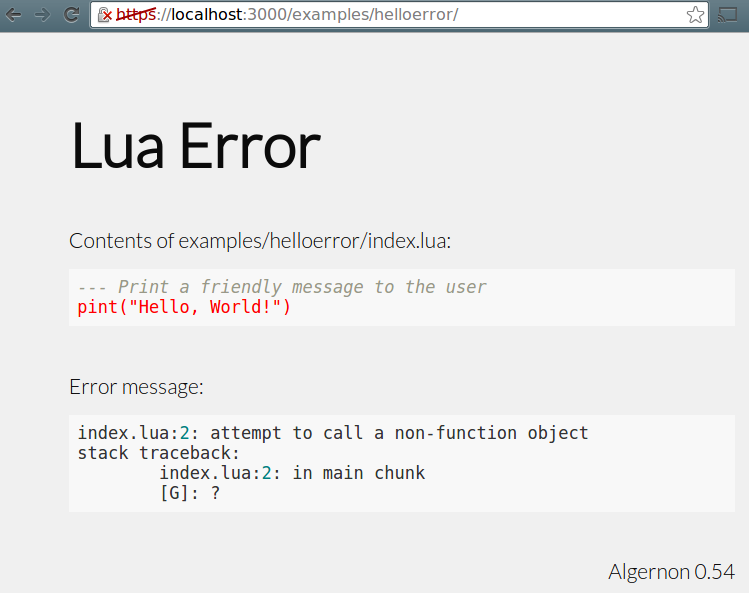 https://localhost:3000/examples/helloerror/
Lua Error
Contents of examples/helloerror/index.lua:
--- Print a friendly message to the user
pint("Hello, World!")
Error message:
index.lua:2: attempt to call a non-function object
stack traceback:
        index.lua:2: in main chunk
        [G]: ?
Algernon 0.54